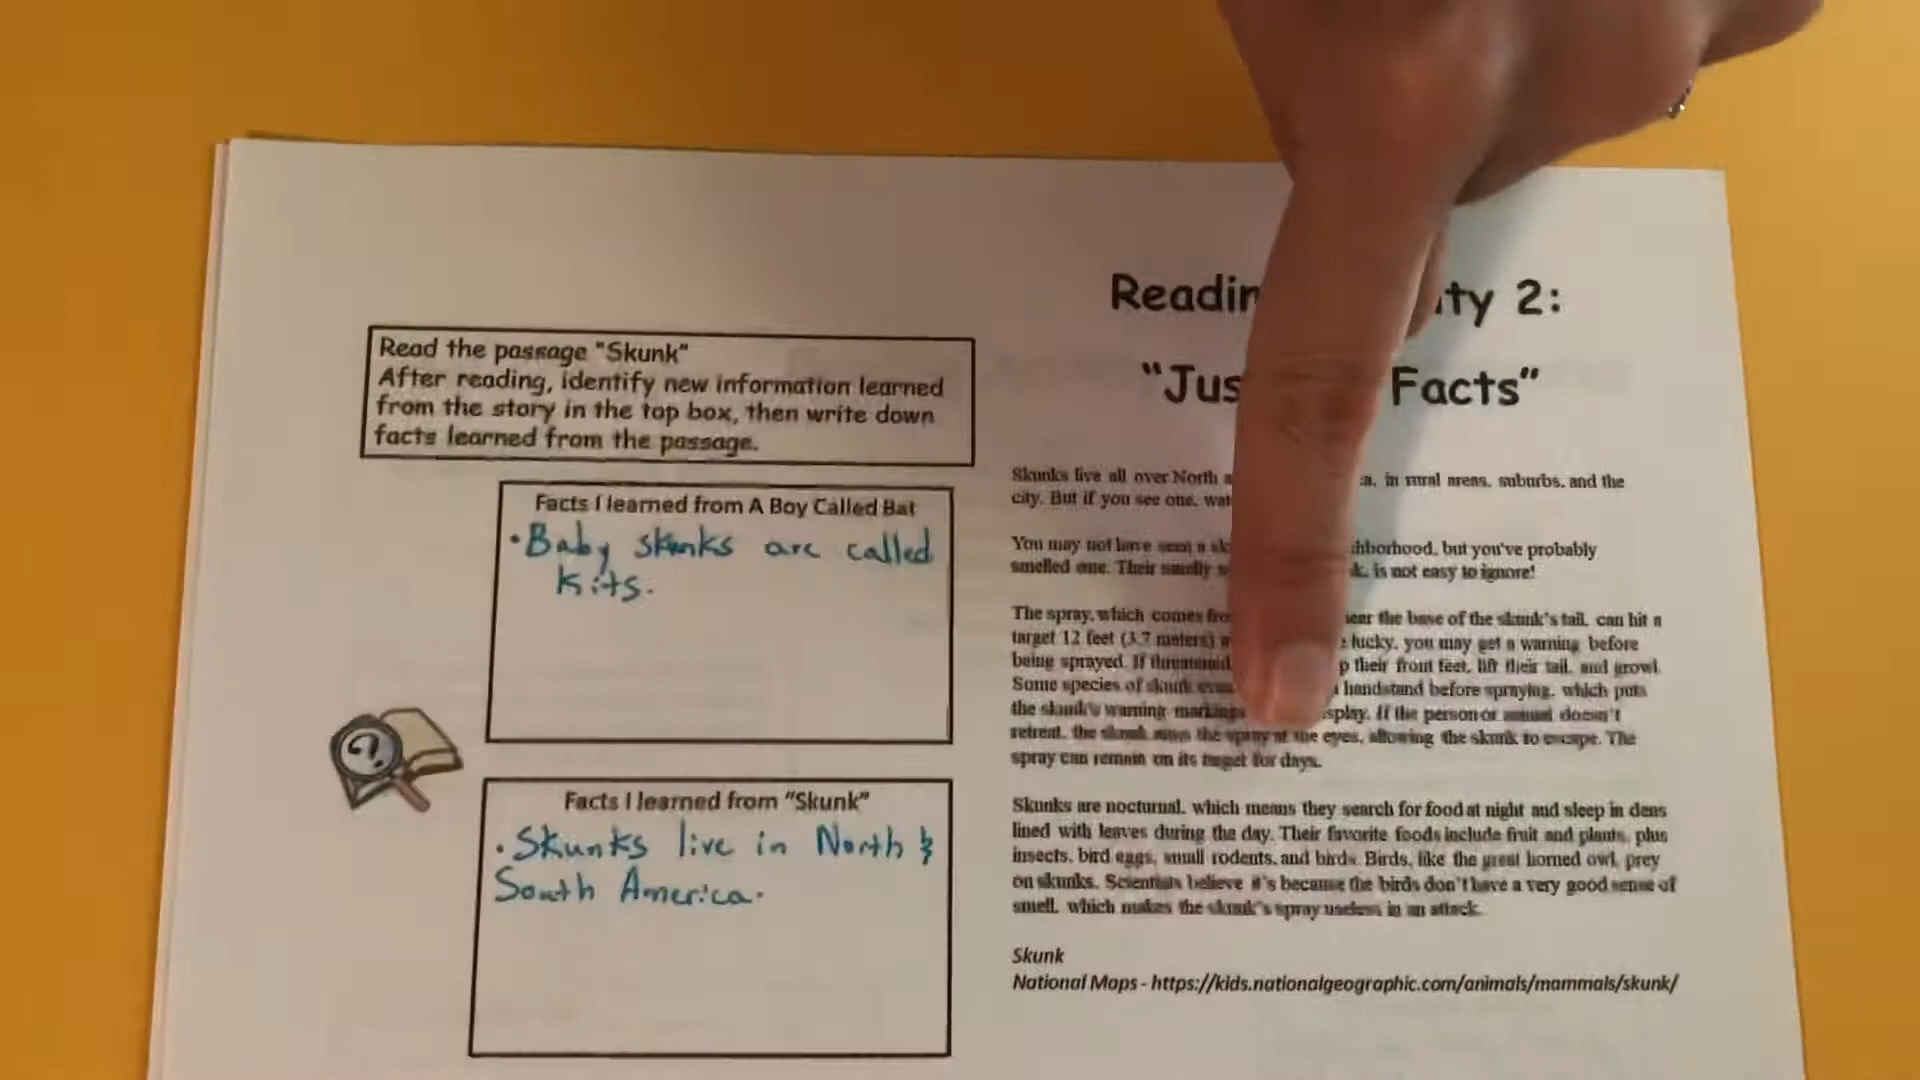 Reading
ty 2:
"Jus
Facts"
Read the passage "Skunk"
After reading, identify new information learned
from the story in the top box, then write down
facts learned from the passage.
Facts I learned from A Boy Called Bat
• Baby skunks are called
Kits.
Facts I learned from "Skunk"
• Skunks live in North &
South America.
Skunks live all over North a in rural areas, suburbs, and the
city. But if you see one,
You may not have seen a sk but you've probably
smelled one. Their smelly is not easy to ignore!
The spray, which comes near the base of the skunk's tail, can hit a
target 12 feet (3.7 meters) lucky, you may get a warning before
being sprayed. If threatened their front feet, lift their tail, and growl.
Some species of skunk handstand before spraying, which puts
the skunk's warning markings If the person or animal doesn't
retreat, the skunk aims the spray at the eyes, allowing the skunk to escape. The
spray can remain on its target for days.
Skunks are nocturnal, which means they search for food at night and sleep in dens
lined with leaves during the day. Their favorite foods include fruit and plants, plus
insects, bird eggs, small rodents, and birds. Birds, like the great horned owl, prey
on skunks. Scientists believe it's because the birds don't have a very good sense of
smell, which makes the skunk's spray useless in an attack.
Skunk
National Maps - https://kids.nationalgeographic.com/animals/mammals/skunk/